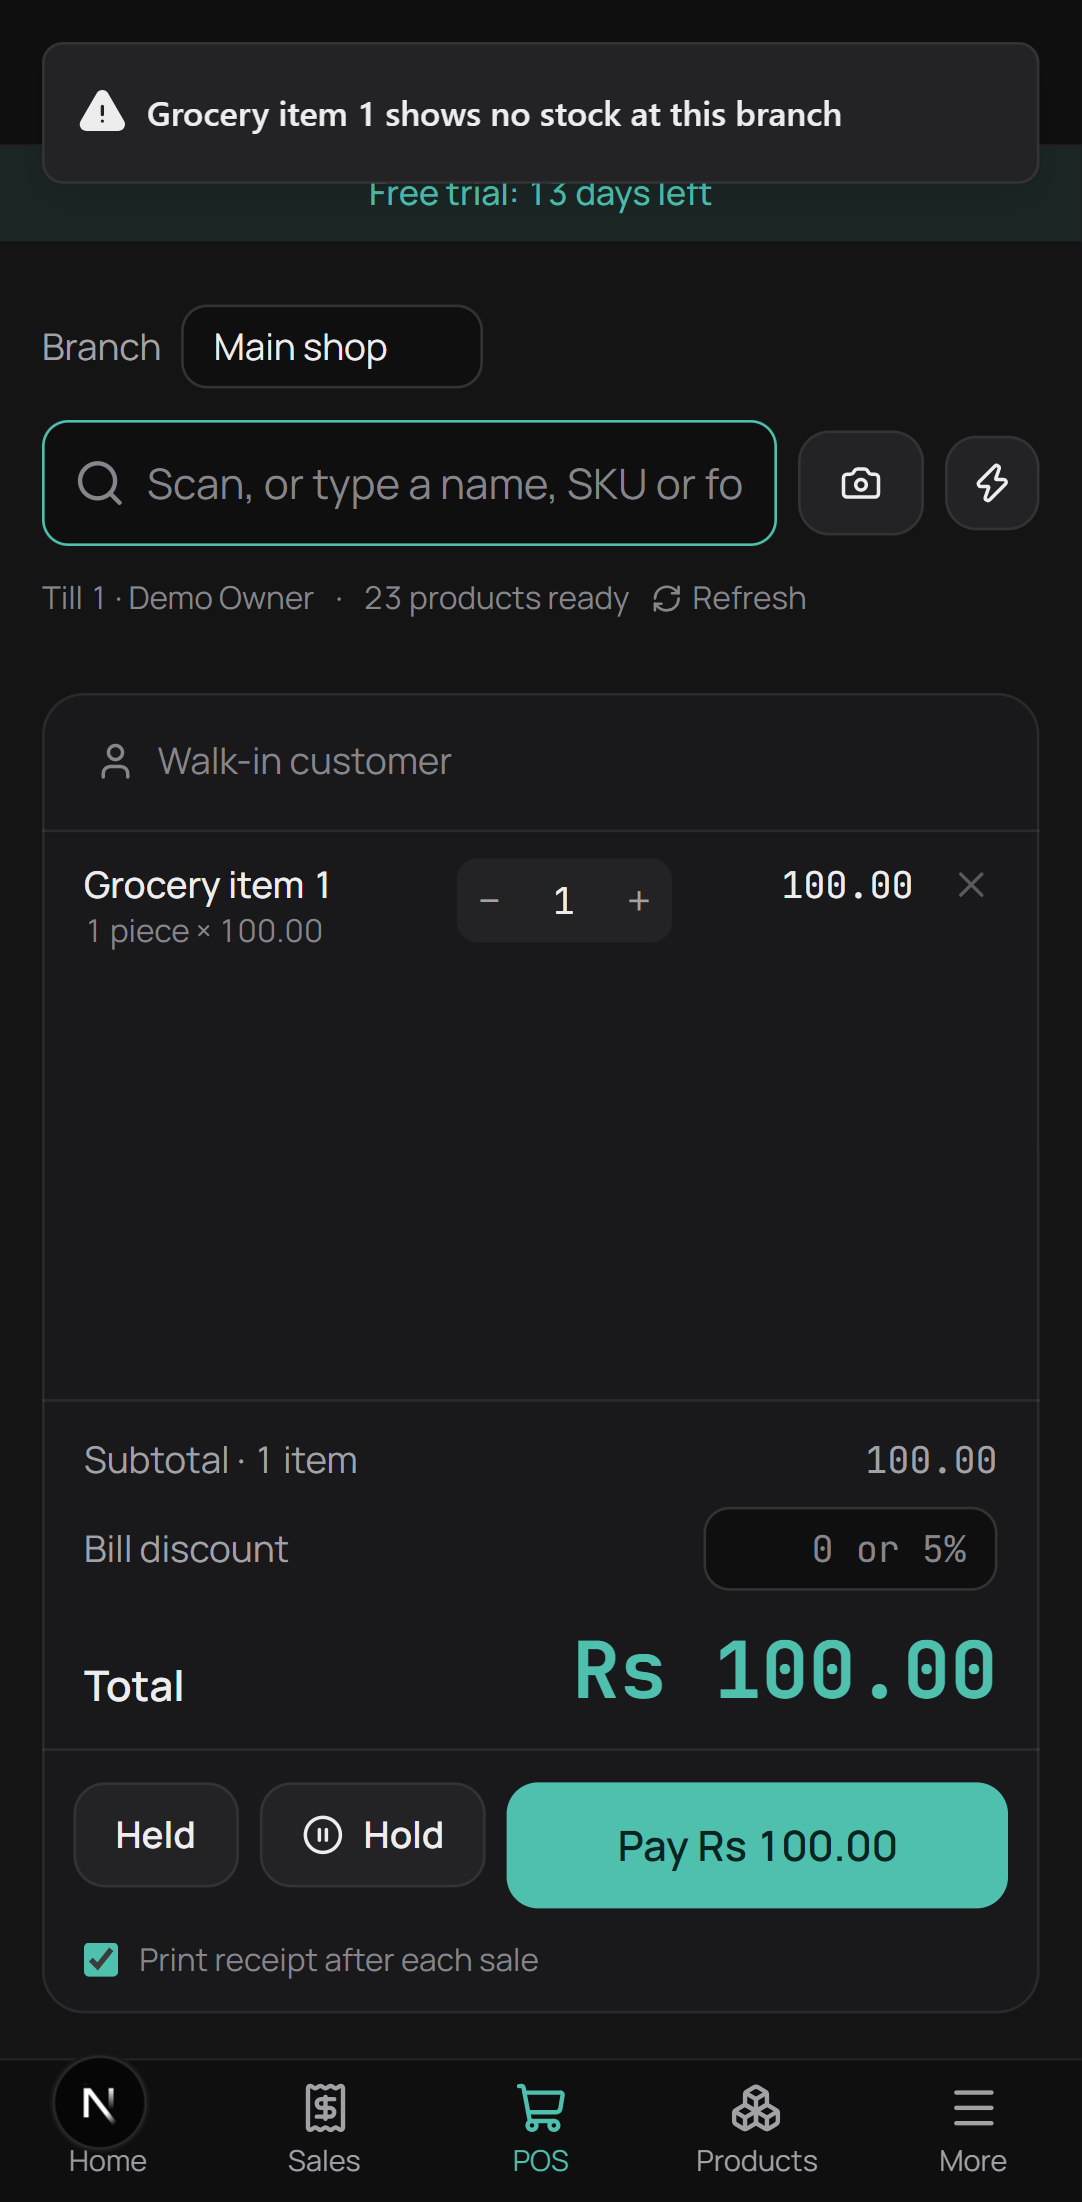 Grocery item 1 shows no stock at this branch
Free trial: 13 days left
Branch Main shop
Scan, or type a name, SKU or fo
Till 1 · Demo Owner · 23 products ready Refresh
Walk-in customer
Grocery item 1 − 1 + 100.00
1 piece × 100.00
Subtotal · 1 item 100.00
Bill discount 0 or 5%
Total Rs 100.00
Held Hold Pay Rs 100.00
Print receipt after each sale
N
Home Sales POS Products More